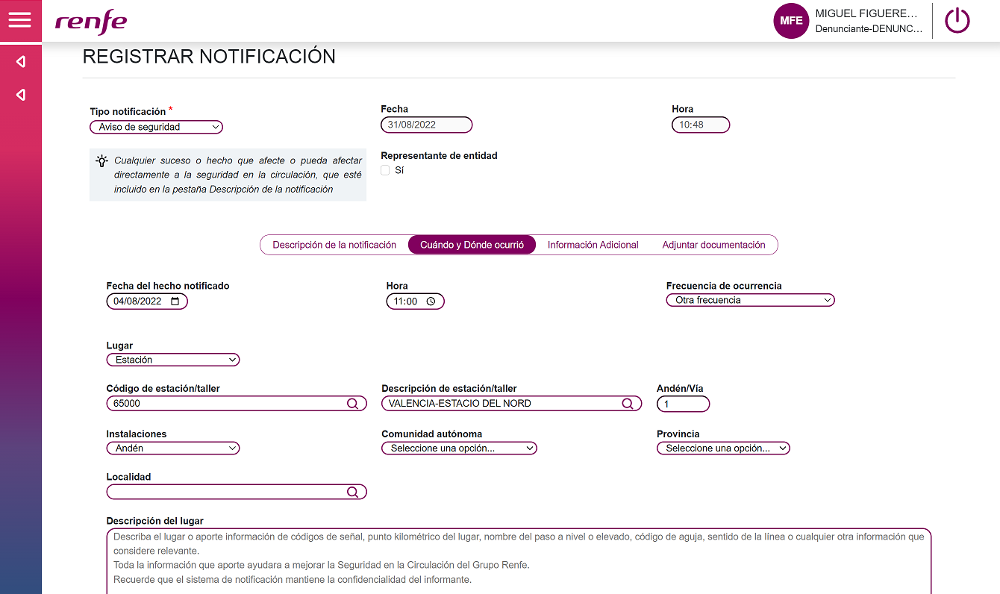 renfe
MFE
MIGUEL FIGUERE...
Denunciante-DENUNC...
REGISTRAR NOTIFICACIÓN
Tipo notificación *
Aviso de seguridad
Fecha
31/08/2022
Hora
10:48
Cualquier suceso o hecho que afecte o pueda afectar
directamente a la seguridad en la circulación, que esté
incluido en la pestaña Descripción de la notificación
Representante de entidad
Sí
Descripción de la notificación
Cuándo y Dónde ocurrió
Información Adicional
Adjuntar documentación
Fecha del hecho notificado
04/08/2022
Hora
11:00
Frecuencia de ocurrencia
Otra frecuencia
Lugar
Estación
Código de estación/taller
65000
Descripción de estación/taller
VALENCIA-ESTACIO DEL NORD
Andén/Vía
1
Instalaciones
Andén
Comunidad autónoma
Seleccione una opción...
Provincia
Seleccione una opción...
Localidad
Descripción del lugar
Describa el lugar o aporte información de códigos de señal, punto kilométrico del lugar, nombre del paso a nivel o elevado, código de aguja, sentido de la línea o cualquier otra información que
considere relevante.
Toda la información que aporte ayudara a mejorar la Seguridad en la Circulación del Grupo Renfe.
Recuerde que el sistema de notificación mantiene la confidencialidad del informante.